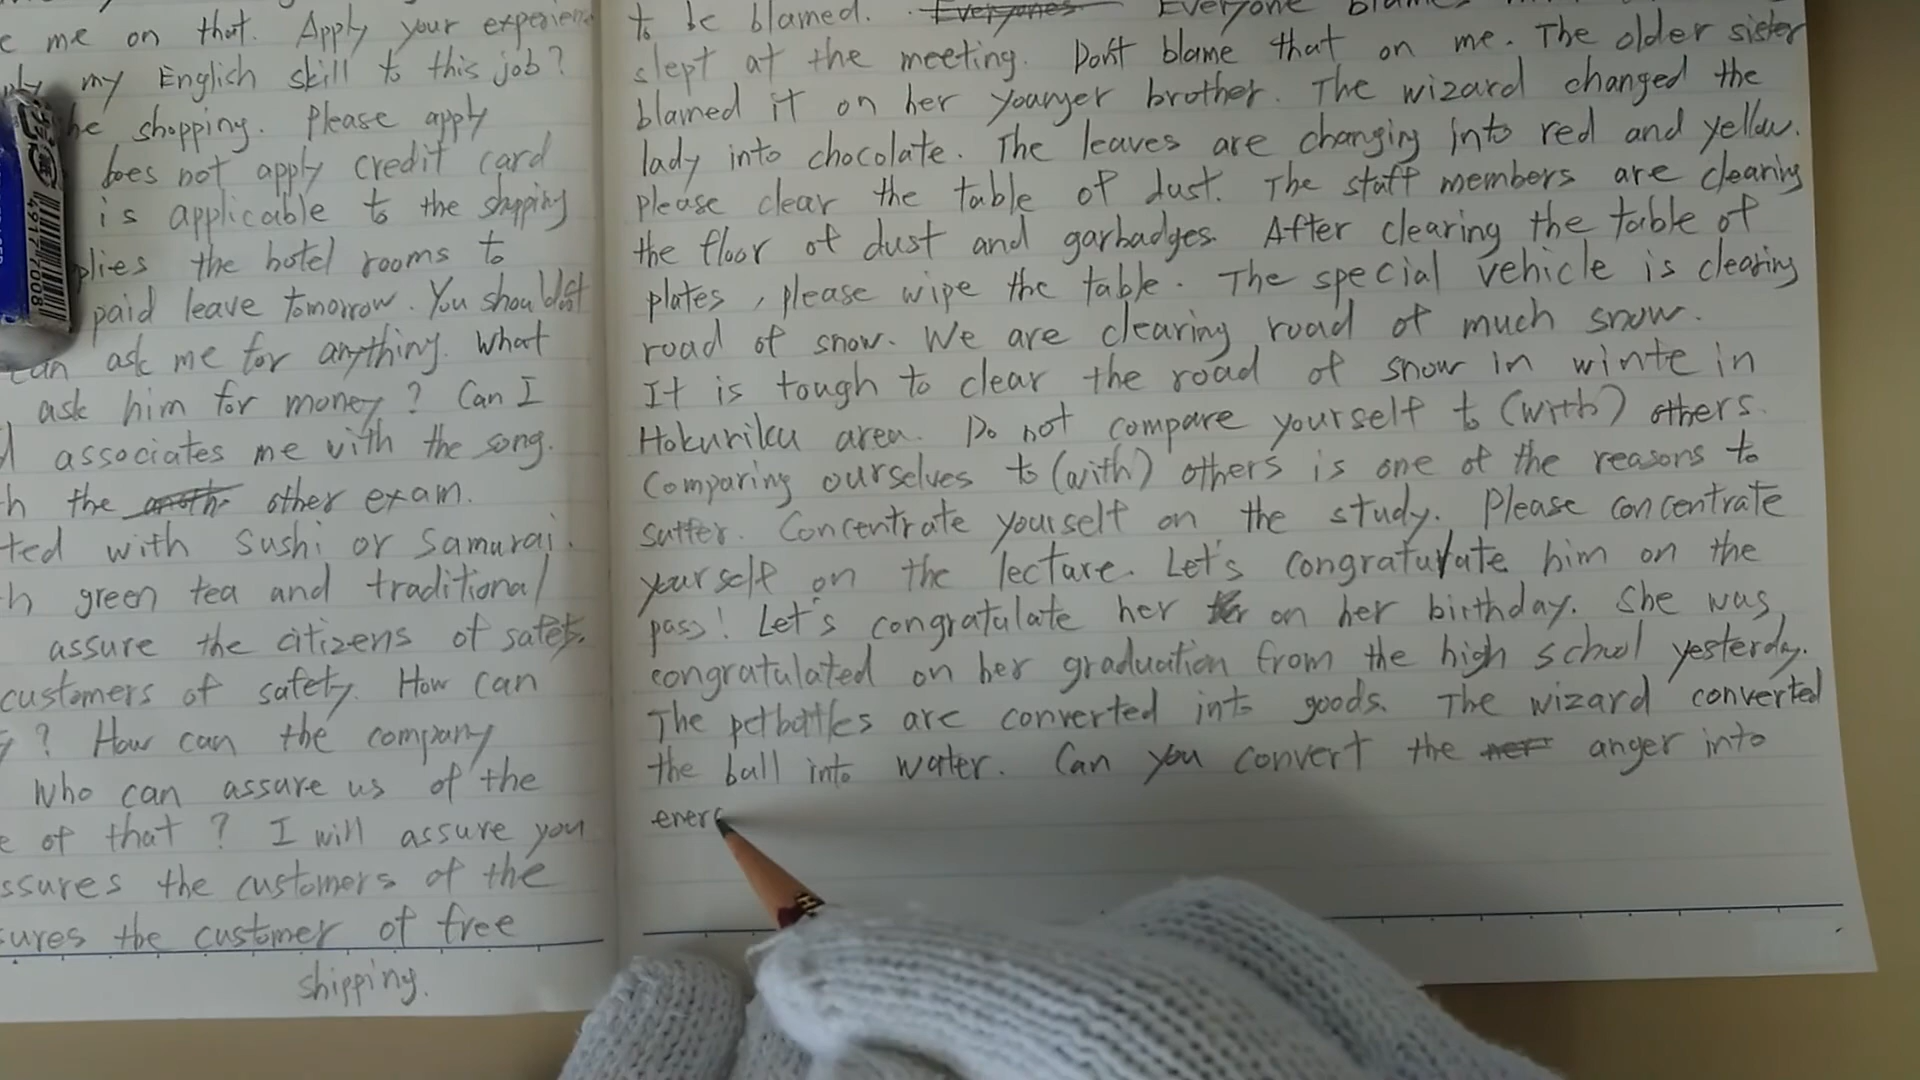 me on that. Apply your
my English skill to this job?
he shopping. Please apply
does not apply credit card
is applicable to the shipping
plies the hotel rooms to
paid leave tomorrow. You
can ask me for anything. What
ask him for money? Can I
associates me with the song.
the other exam.
ted with Sushi or Samurai.
green tea and traditional
assure the citizens of safety.
customers of safety. How can
? How can the company
Who can assure us of the
of that? I will assure you
ssures the customers of the
sures the customer of free
shipping.
4917 7008
to be blamed. Everyones Everyone
slept at the meeting. Don't blame that on me. The older sister
blamed it on her younger brother. The wizard changed the
lady into chocolate. The leaves are changing into red and yellow.
Please clear the table of dust. The staff members are clearing
the floor of dust and garbadges. After clearing the table of
plates, please wipe the table. The special vehicle is clearing
road of snow. We are clearing road of much snow.
It is tough to clear the road of snow in winte in
Hokuriku area. Do not compare yourself to (with) others.
Comparing ourselves to (with) others is one of the reasons to
suffer. Concentrate yourself on the study. Please concentrate
yourself on the lecture. Let's congratulate him on the
pass! Let's congratulate her on her birthday. She was
congratulated on her graduation from the high school yesterday.
The petbottles are converted into goods. The wizard converted
the ball into water. Can you convert the anger into
energ